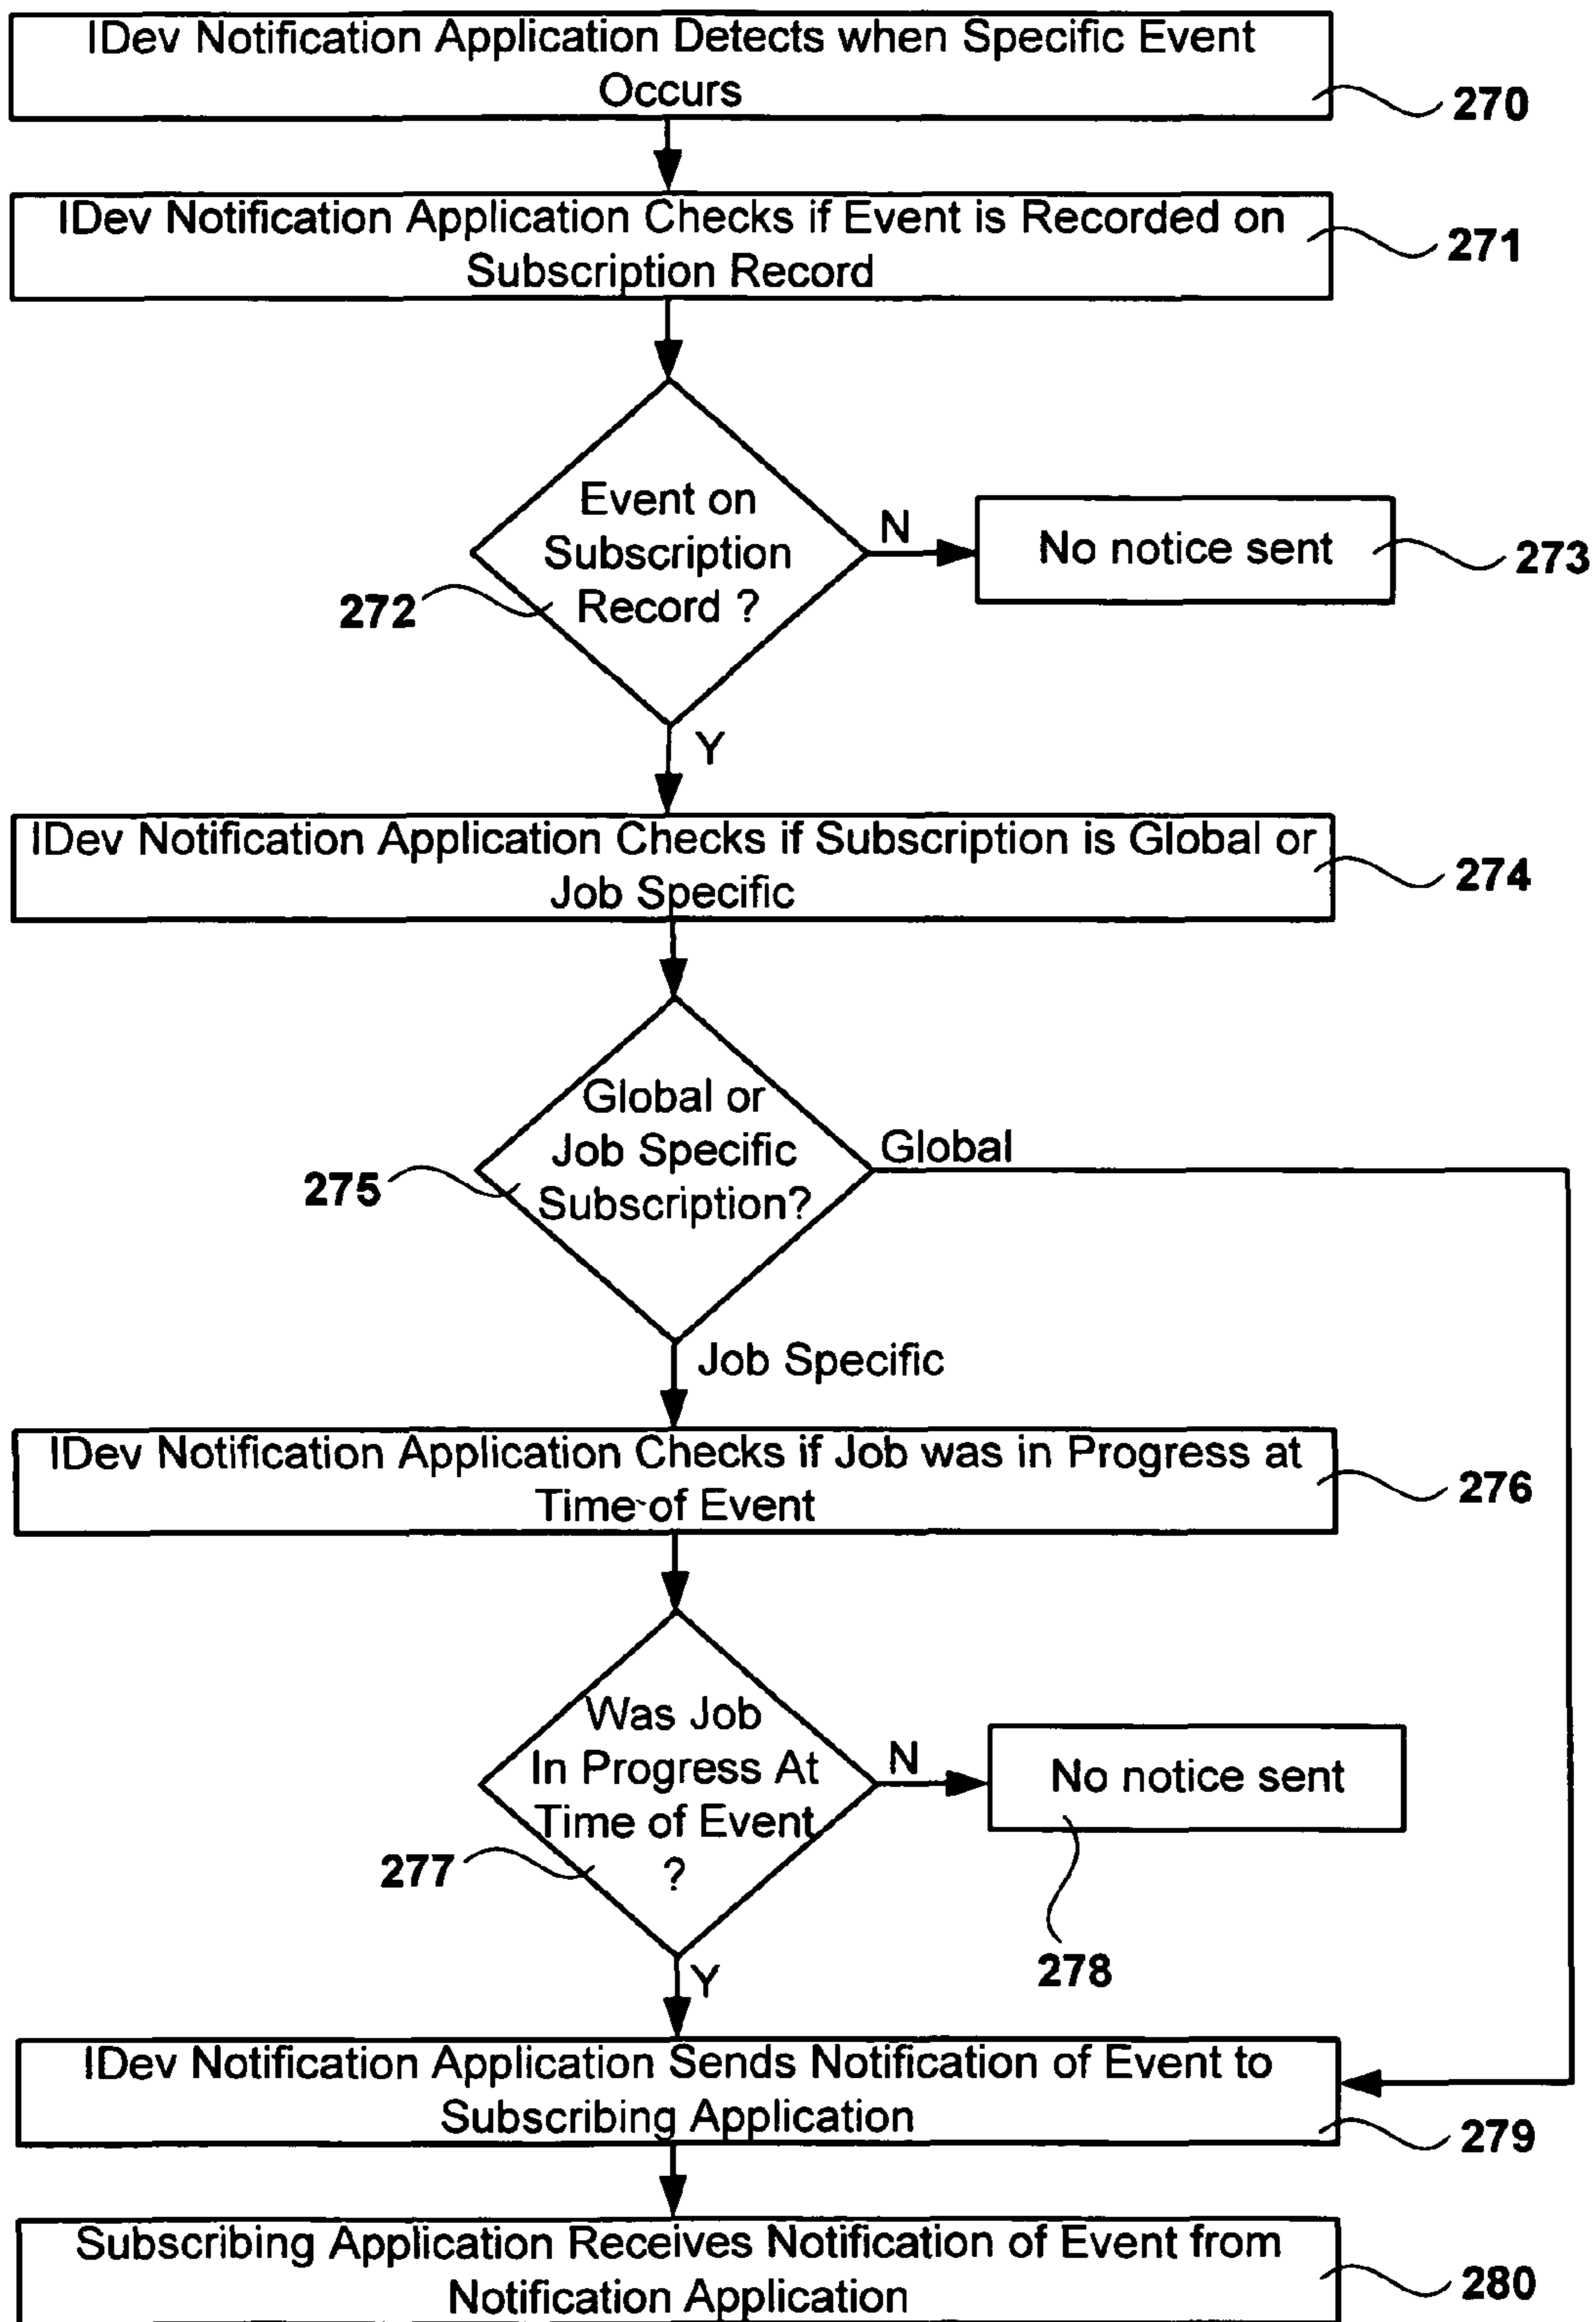 IDev Notification Application Detects when Specific Event
Occurs
270
IDev Notification Application Checks if Event is Recorded on
Subscription Record
271
Event on
Subscription
Record ?
272
N
No notice sent
273
Y
IDev Notification Application Checks if Subscription is Global or
Job Specific
274
Global or
Job Specific
Subscription?
275
Global
Job Specific
IDev Notification Application Checks if Job was in Progress at
Time of Event
276
Was Job
In Progress At
Time of Event
?
277
N
No notice sent
278
Y
IDev Notification Application Sends Notification of Event to
Subscribing Application
279
Subscribing Application Receives Notification of Event from
Notification Application
280